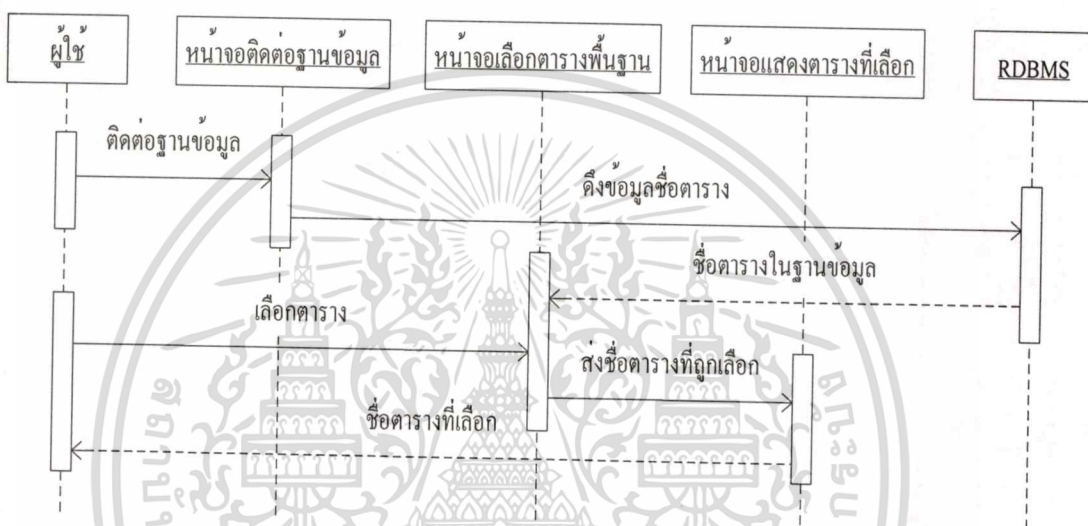 ผู้ใช้
หน้าจอติดต่อฐานข้อมูล
หน้าจอเลือกตารางพื้นฐาน
หน้าจอแสดงตารางที่เลือก
RDBMS
ติดต่อฐานข้อมูล
ดึงข้อมูลชื่อตาราง
ชื่อตารางในฐานข้อมูล
เลือกตาราง
ส่งชื่อตารางที่ถูกเลือก
ชื่อตารางที่เลือก